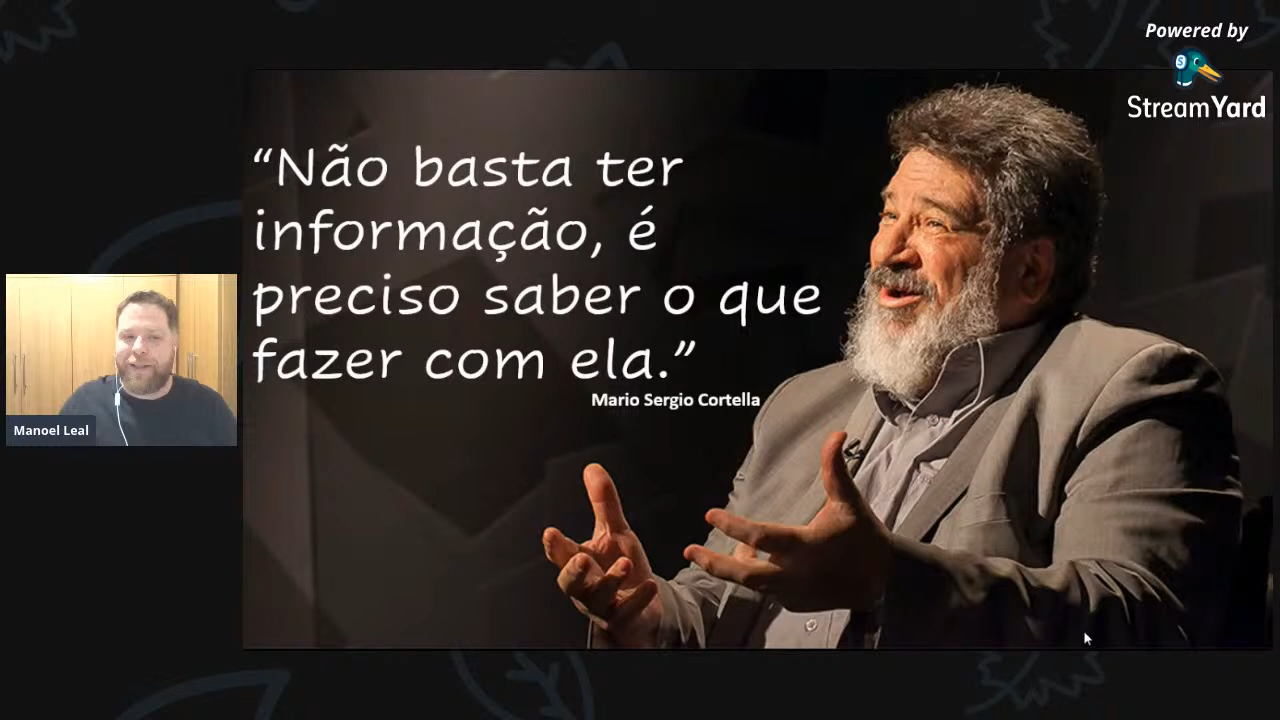 Powered by
StreamYard
“Não basta ter
informação, é
preciso saber o que
fazer com ela.”
Mario Sergio Cortella
Manoel Leal